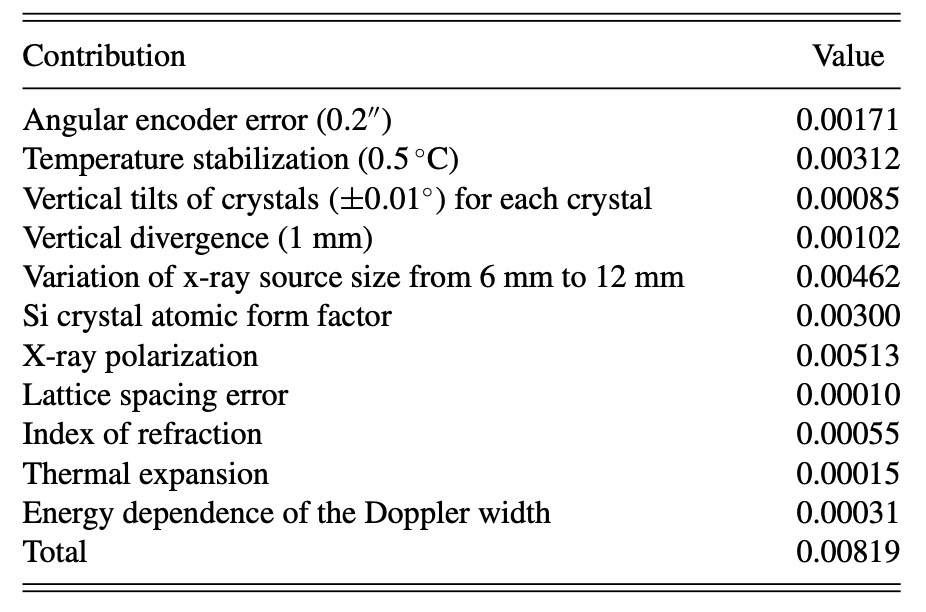 Contribution Value
Angular encoder error (0.2″) 0.00171
Temperature stabilization (0.5 °C) 0.00312
Vertical tilts of crystals (±0.01°) for each crystal 0.00085
Vertical divergence (1 mm) 0.00102
Variation of x-ray source size from 6 mm to 12 mm 0.00462
Si crystal atomic form factor 0.00300
X-ray polarization 0.00513
Lattice spacing error 0.00010
Index of refraction 0.00055
Thermal expansion 0.00015
Energy dependence of the Doppler width 0.00031
Total 0.00819